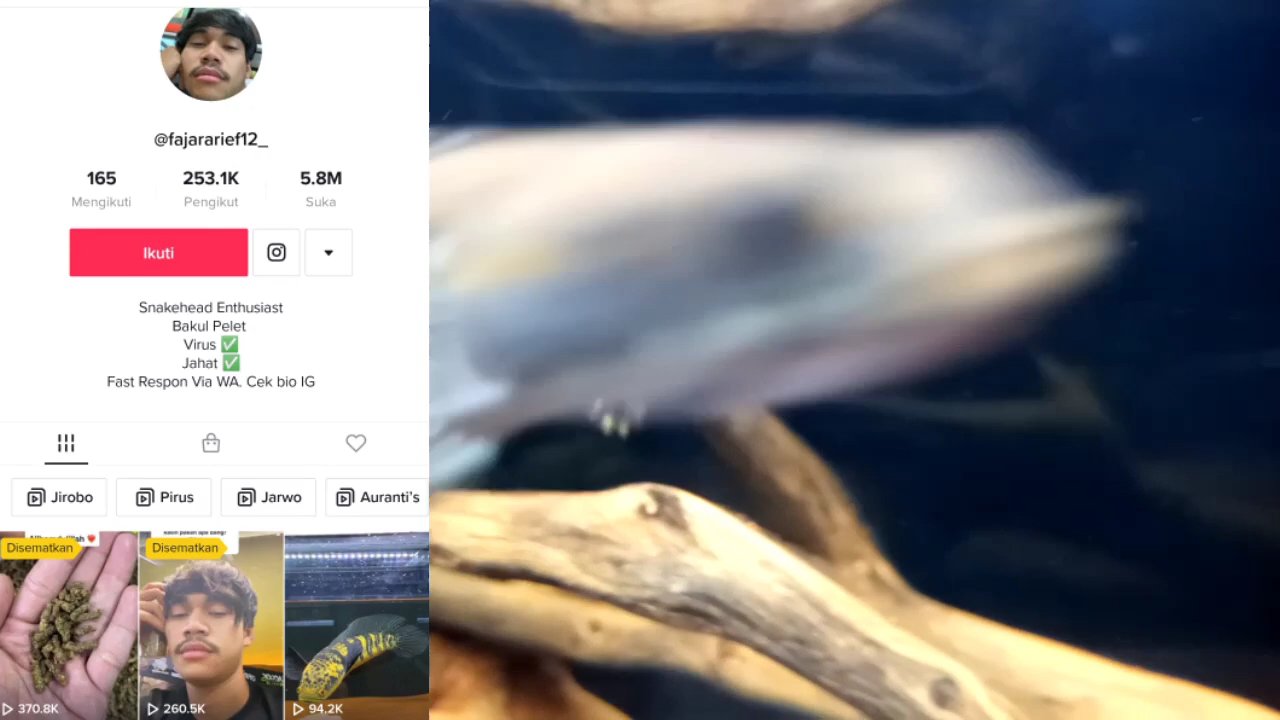 @fajararief12_
165 253.1K 5.8M
Mengikuti Pengikut Suka
Ikuti
Snakehead Enthusiast
Bakul Pelet
Virus ✅
Jahat ✅
Fast Respon Via WA. Cek bio IG
Jirobo Pirus Jarwo Auranti's
Disematkan Disematkan
370.8K 260.5K 94.2K